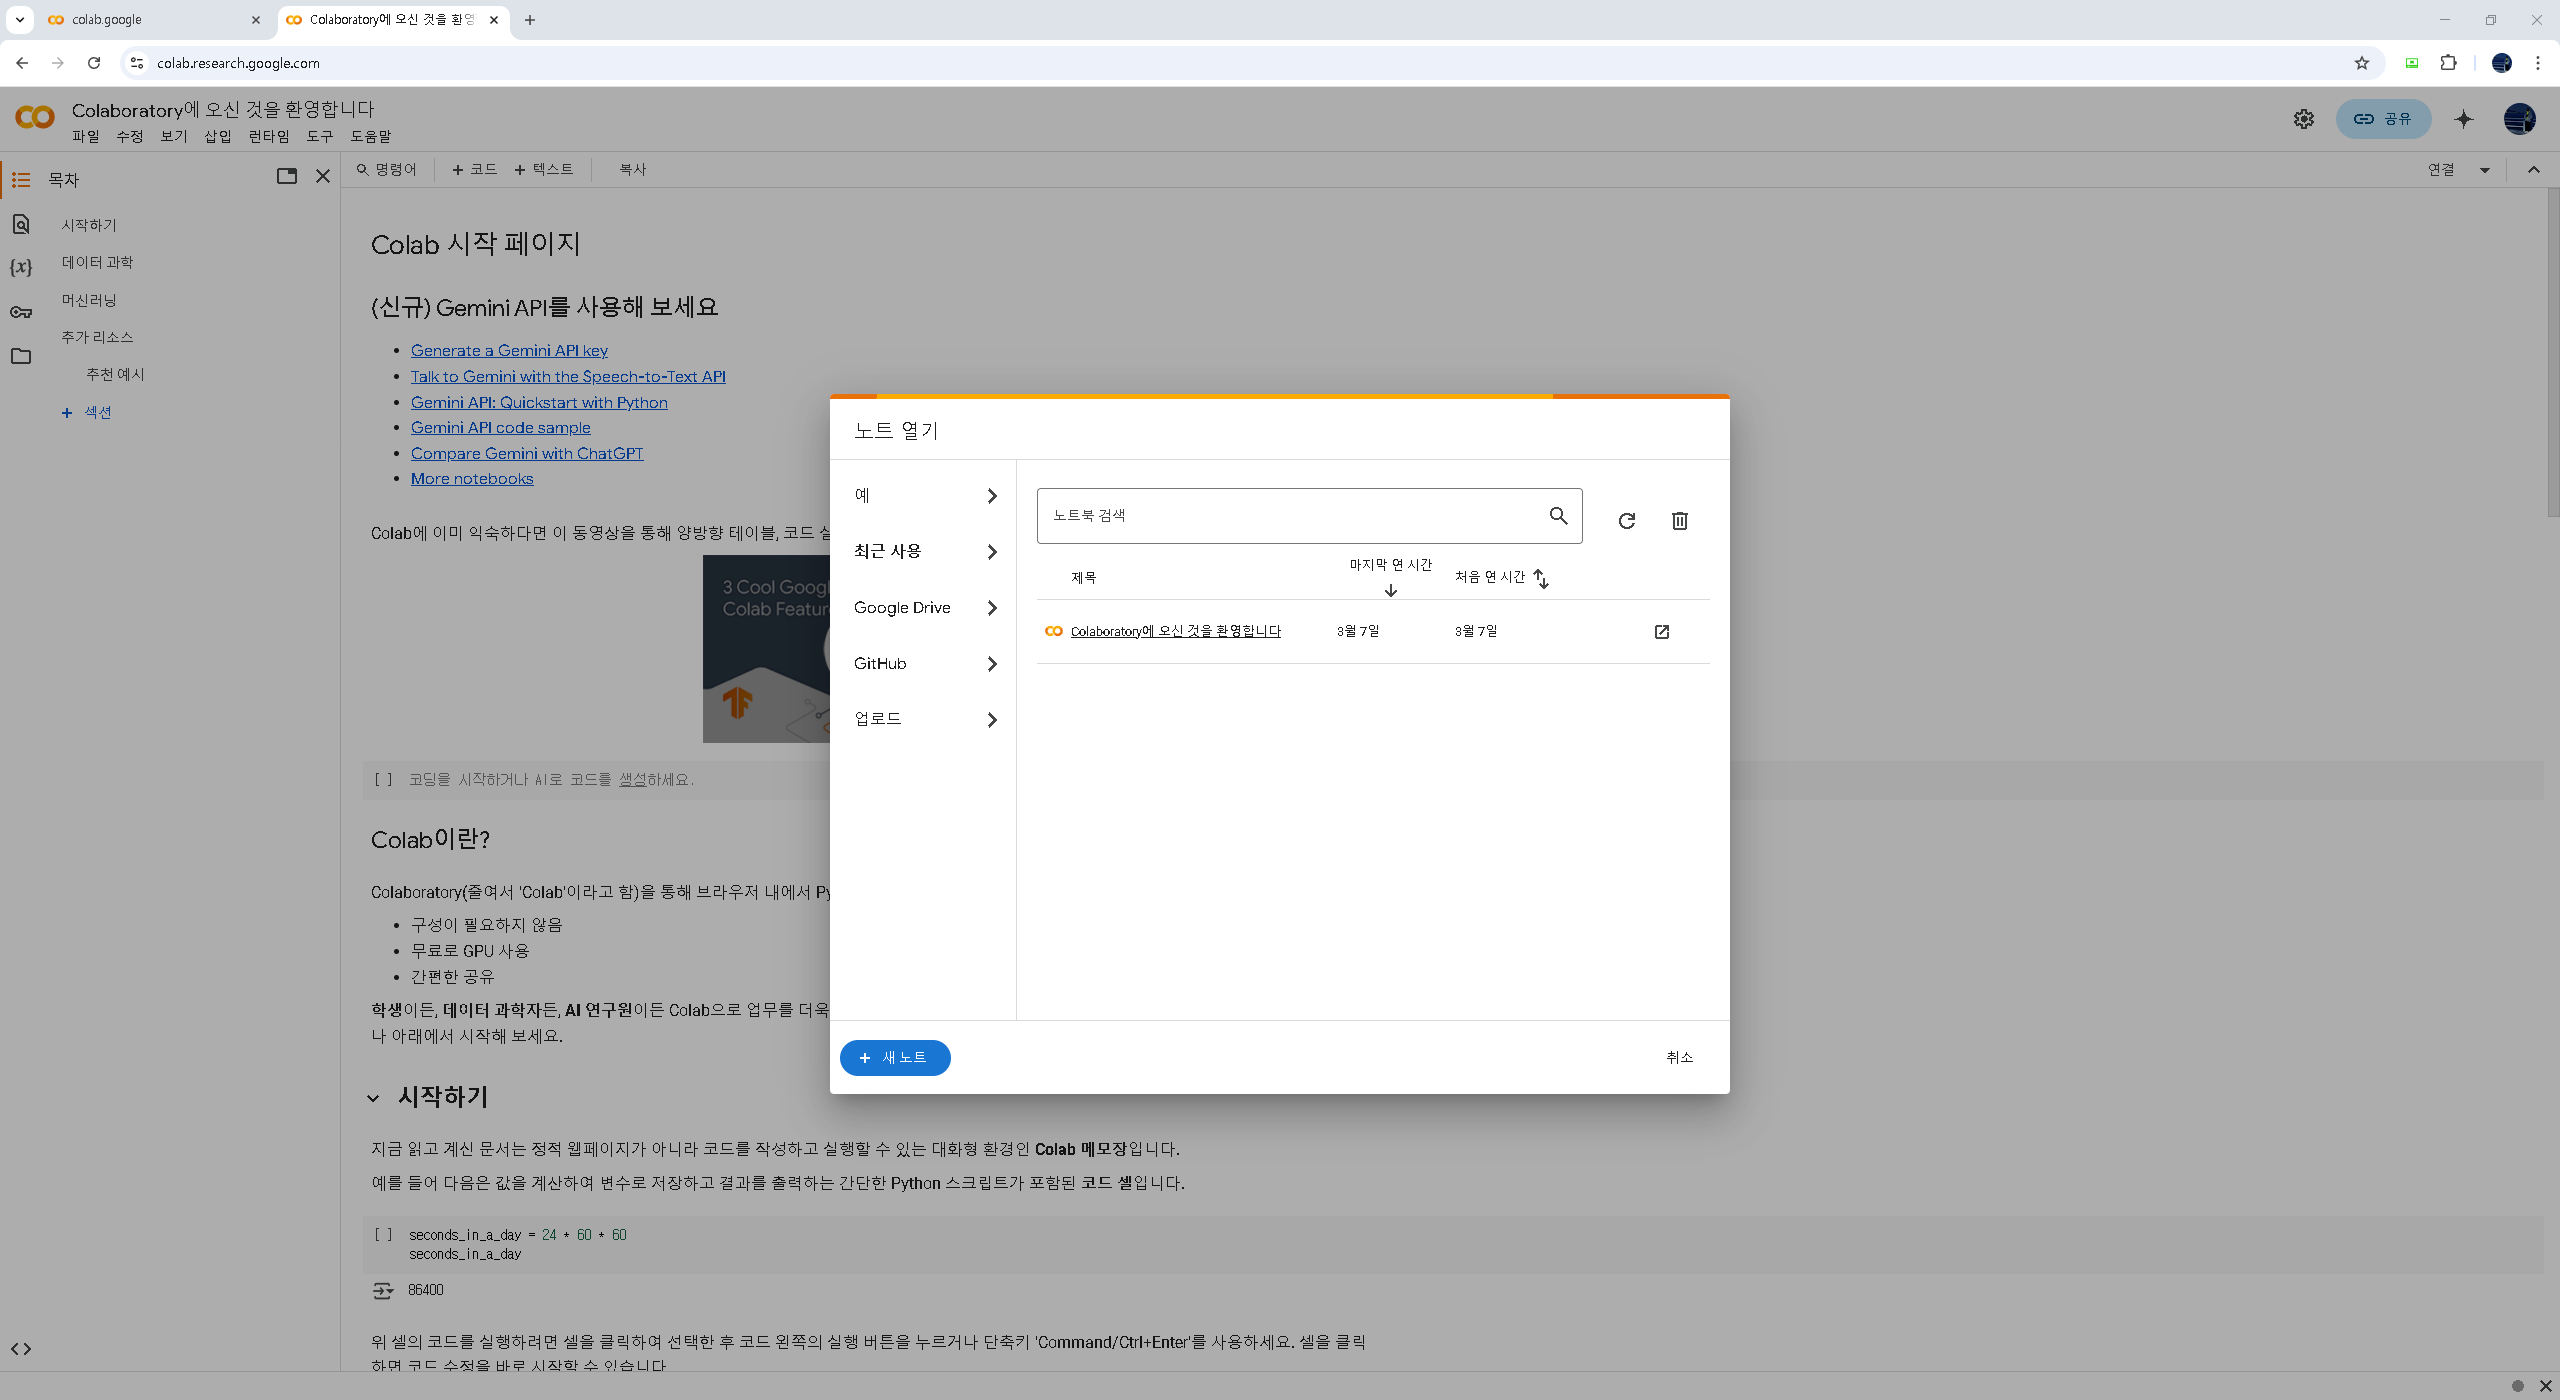 colab.google
Colaboratory에 오신 것을 환영
colab.research.google.com
Colaboratory에 오신 것을 환영합니다
파일 수정 보기 삽입 런타임 도구 도움말
공유
목차
명령어 + 코드 + 텍스트 복사
연결
시작하기
데이터 과학
머신러닝
추가 리소스
추천 예시
+ 섹션
Colab 시작 페이지
(신규) Gemini API를 사용해 보세요
• Generate a Gemini API key
• Talk to Gemini with the Speech-to-Text API
• Gemini API: Quickstart with Python
• Gemini API code sample
• Compare Gemini with ChatGPT
• More notebooks
Colab에 이미 익숙하다면 이 동영상을 통해 양방향 테이블, 코드
3 Cool Goog
Colab Featur
[ ] 코딩을 시작하거나 AI로 코드를 생성하세요.
Colab이란?
Colaboratory(줄여서 'Colab'이라고 함)을 통해 브라우저 내에서 Py
• 구성이 필요하지 않음
• 무료로 GPU 사용
• 간편한 공유
학생이든, 데이터 과학자든, AI 연구원이든 Colab으로 업무를 더욱
나 아래에서 시작해 보세요.
시작하기
지금 읽고 계신 문서는 정적 웹페이지가 아니라 코드를 작성하고 실행할 수 있는 대화형 환경인 Colab 메모장입니다.
예를 들어 다음은 값을 계산하여 변수로 저장하고 결과를 출력하는 간단한 Python 스크립트가 포함된 코드 셀입니다.
[ ] seconds_in_a_day = 24 * 60 * 60
seconds_in_a_day
86400
위 셀의 코드를 실행하려면 셀을 클릭하여 선택한 후 코드 왼쪽의 실행 버튼을 누르거나 단축키 'Command/Ctrl+Enter'를 사용하세요. 셀을 클릭
하면 코드 수정을 바로 시작할 수 있습니다
노트 열기
예
최근 사용
Google Drive
GitHub
업로드
노트북 검색
제목 마지막 연 시간 처음 연 시간
Colaboratory에 오신 것을 환영합니다 3월 7일 3월 7일
+ 새 노트
취소